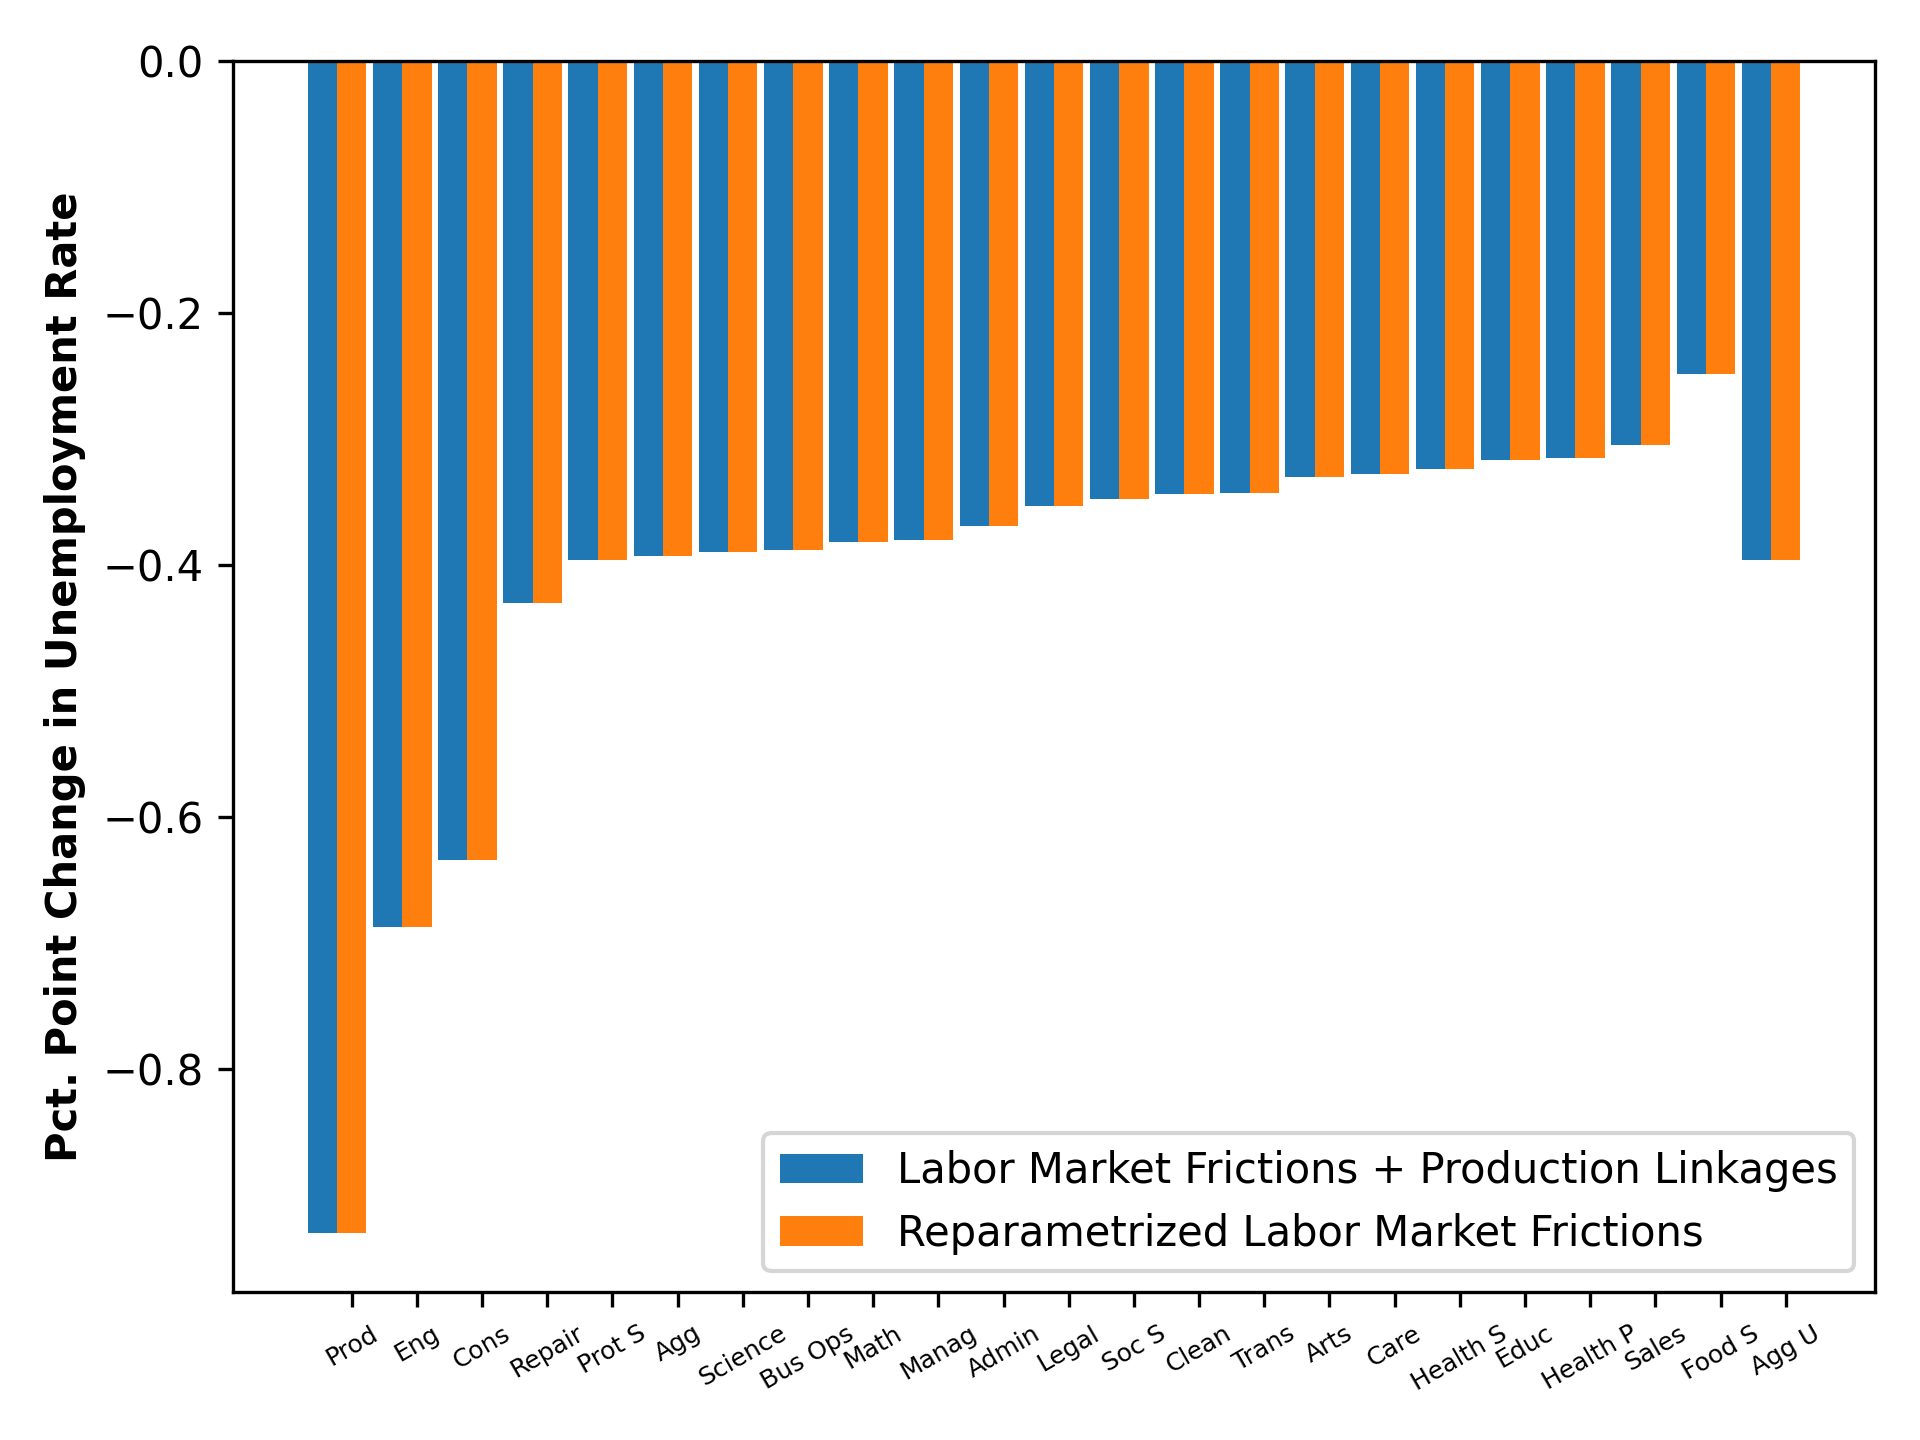 0.0
−0.2
−0.4
−0.6
−0.8
Pct. Point Change in Unemployment Rate
Labor Market Frictions + Production Linkages
Reparametrized Labor Market Frictions
Prod
Eng
Cons
Repair
Prot S
Agg
Science
Bus Ops
Math
Manag
Admin
Legal
Soc S
Clean
Trans
Arts
Care
Health S
Educ
Health P
Sales
Food S
Agg U